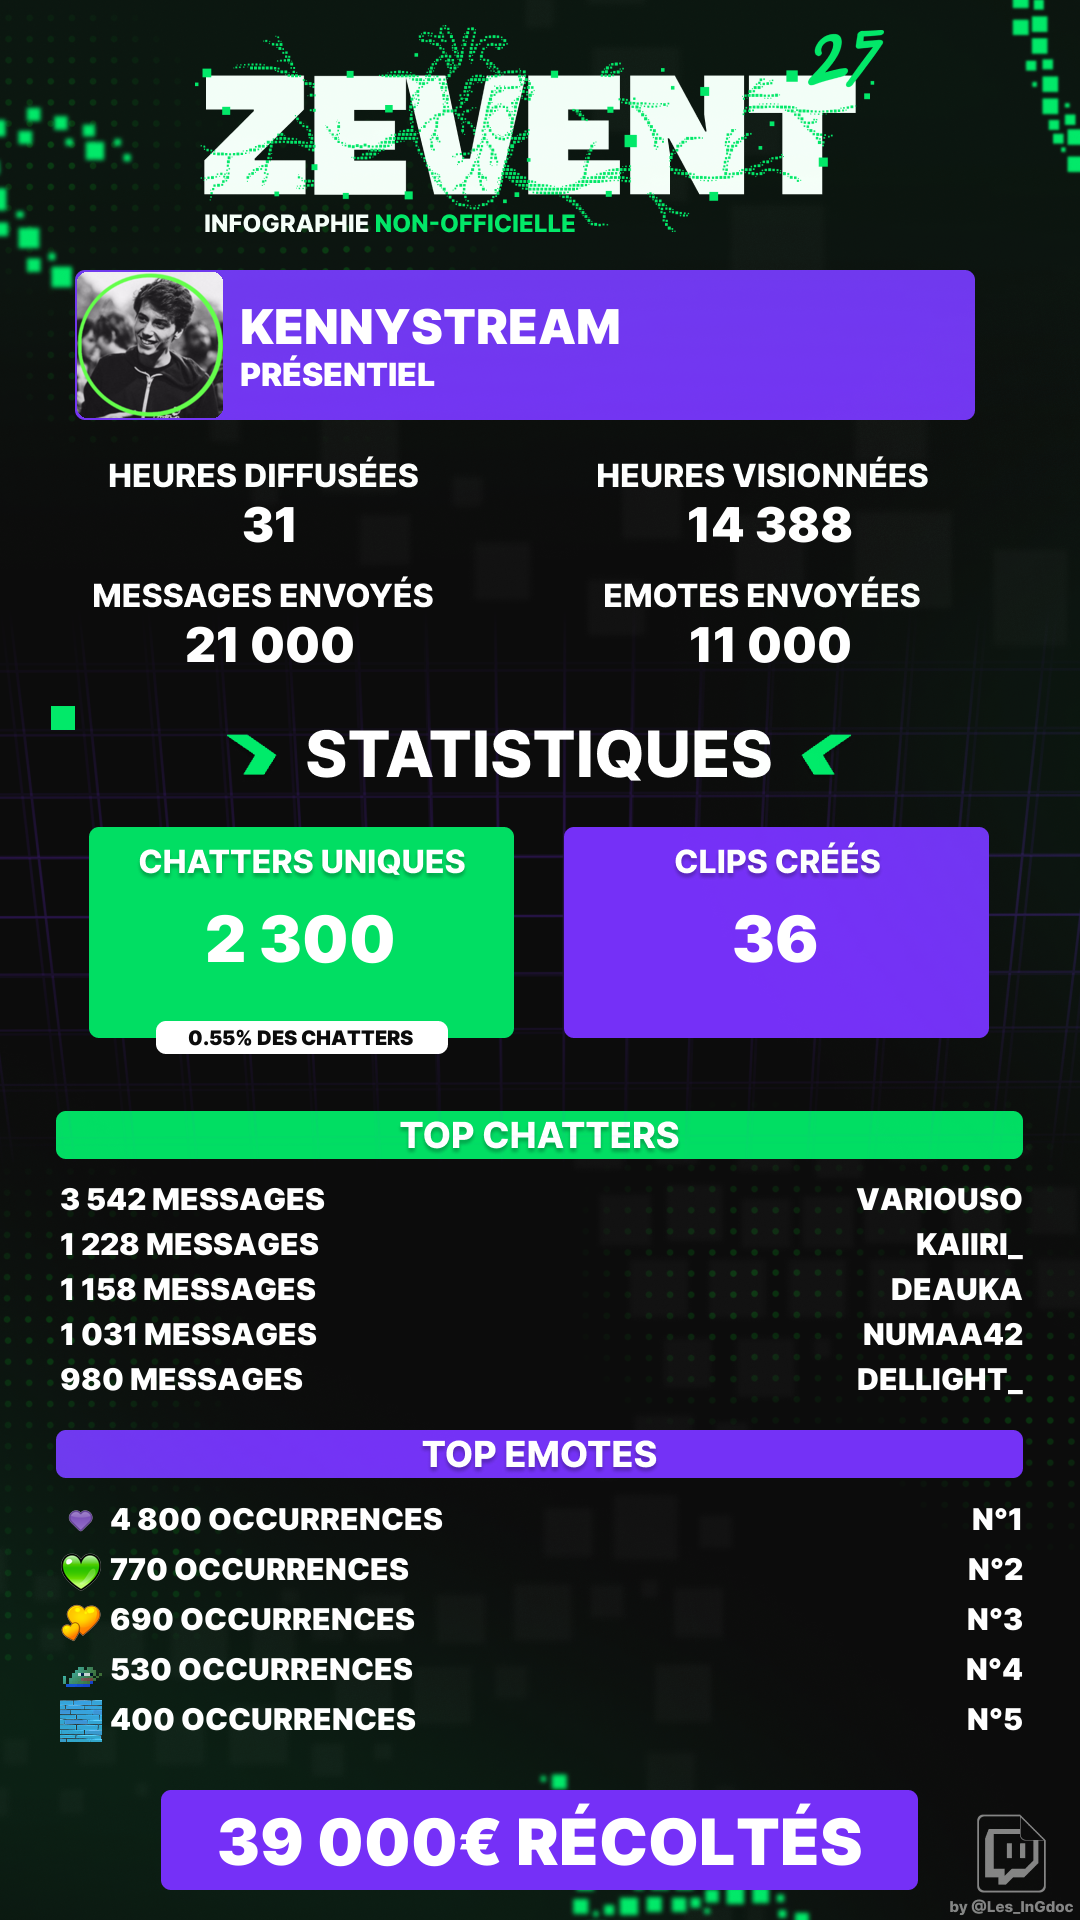 ZEVENT 25
INFOGRAPHIE NON-OFFICIELLE
KENNYSTREAM
PRÉSENTIEL
HEURES DIFFUSÉES
31
HEURES VISIONNÉES
14 388
MESSAGES ENVOYÉS
21 000
EMOTES ENVOYÉES
11 000
STATISTIQUES
CHATTERS UNIQUES
2 300
0.55% DES CHATTERS
CLIPS CRÉÉS
36
TOP CHATTERS
3 542 MESSAGES VARIOUSO
1 228 MESSAGES KAIIRI_
1 158 MESSAGES DEAUKA
1 031 MESSAGES NUMAA42
980 MESSAGES DELLIGHT_
TOP EMOTES
4 800 OCCURRENCES N°1
770 OCCURRENCES N°2
690 OCCURRENCES N°3
530 OCCURRENCES N°4
400 OCCURRENCES N°5
39 000€ RÉCOLTÉS
by @Les_InGdoc